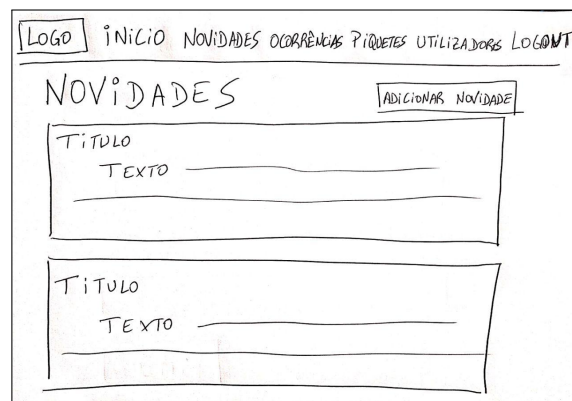 LOGO INICIO NOVIDADES OCORRÊNCIAS PIQUETES UTILIZADORES LOGOUT
NOVIDADES ADICIONAR NOVIDADE
TITULO
TEXTO
TITULO
TEXTO